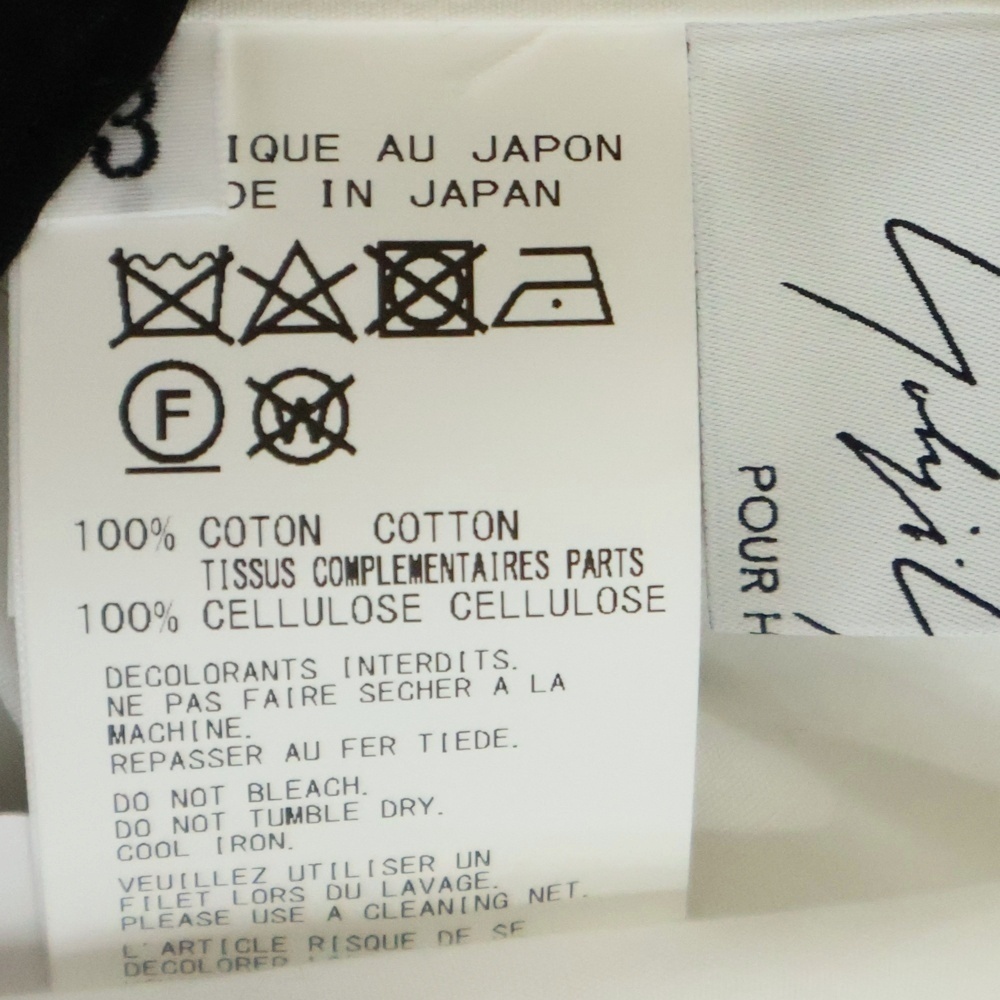 3
IQUE AU JAPON
DE IN JAPAN
F
W
100% COTON COTTON
TISSUS COMPLEMENTAIRES PARTS
100% CELLULOSE CELLULOSE
DECOLORANTS INTERDITS.
NE PAS FAIRE SECHER A LA
MACHINE.
REPASSER AU FER TIEDE.
DO NOT BLEACH.
DO NOT TUMBLE DRY.
COOL IRON.
VEUILLEZ UTILISER UN
FILET LORS DU LAVAGE.
PLEASE USE A CLEANING NET.
L'ARTICLE RISQUE DE SE
DECOLORER
Yohji
POUR H